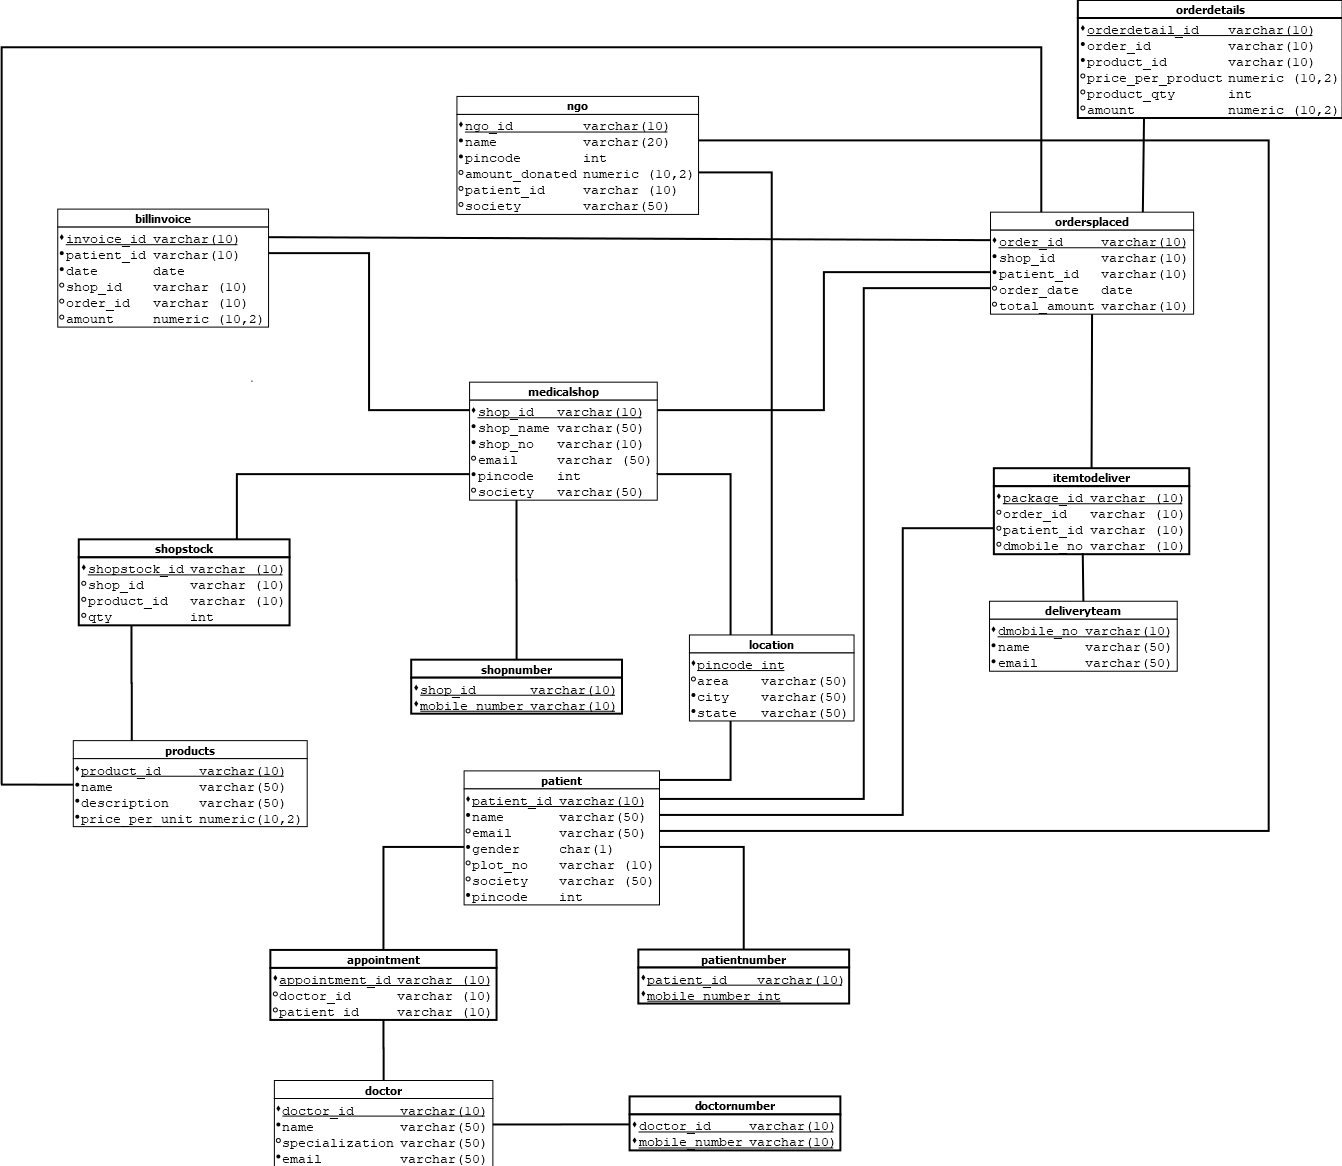 orderdetails
orderdetail_id varchar(10)
order_id varchar(10)
product_id varchar(10)
price_per_product numeric (10,2)
product_qty int
amount numeric (10,2)
ngo
ngo_id varchar(10)
name varchar(20)
pincode int
amount_donated numeric (10,2)
patient_id varchar (10)
society varchar(50)
billinvoice
invoice_id varchar(10)
patient_id varchar(10)
date date
shop_id varchar (10)
order_id varchar (10)
amount numeric (10,2)
ordersplaced
order_id varchar(10)
shop_id varchar(10)
patient_id varchar(10)
order_date date
total_amount varchar(10)
medicalshop
shop_id varchar(10)
shop_name varchar(50)
shop_no varchar(10)
email varchar (50)
pincode int
society varchar(50)
itemtodeliver
package_id varchar (10)
order_id varchar (10)
patient_id varchar (10)
dmobile_no varchar (10)
shopstock
shopstock_id varchar (10)
shop_id varchar (10)
product_id varchar (10)
qty int
deliveryteam
dmobile_no varchar(10)
name varchar(50)
email varchar(50)
location
pincode int
area varchar(50)
city varchar(50)
state varchar(50)
shopnumber
shop_id varchar(10)
mobile_number varchar(10)
products
product_id varchar(10)
name varchar(50)
description varchar(50)
price_per_unit numeric(10,2)
patient
patient_id varchar(10)
name varchar(50)
email varchar(50)
gender char(1)
plot_no varchar (10)
society varchar (50)
pincode int
appointment
appointment_id varchar (10)
doctor_id varchar (10)
patient_id varchar (10)
patientnumber
patient_id varchar(10)
mobile_number int
doctor
doctor_id varchar(10)
name varchar(50)
specialization varchar(50)
email varchar(50)
doctornumber
doctor_id varchar(10)
mobile_number varchar(10)